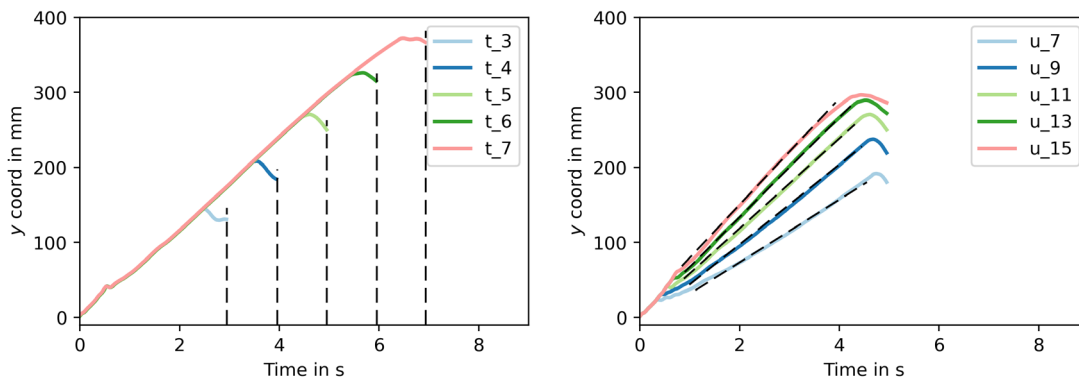 400
300
200
100
0
y coord in mm
0 2 4 6 8
Time in s
t_3
t_4
t_5
t_6
t_7
400
300
200
100
0
y coord in mm
0 2 4 6 8
Time in s
u_7
u_9
u_11
u_13
u_15